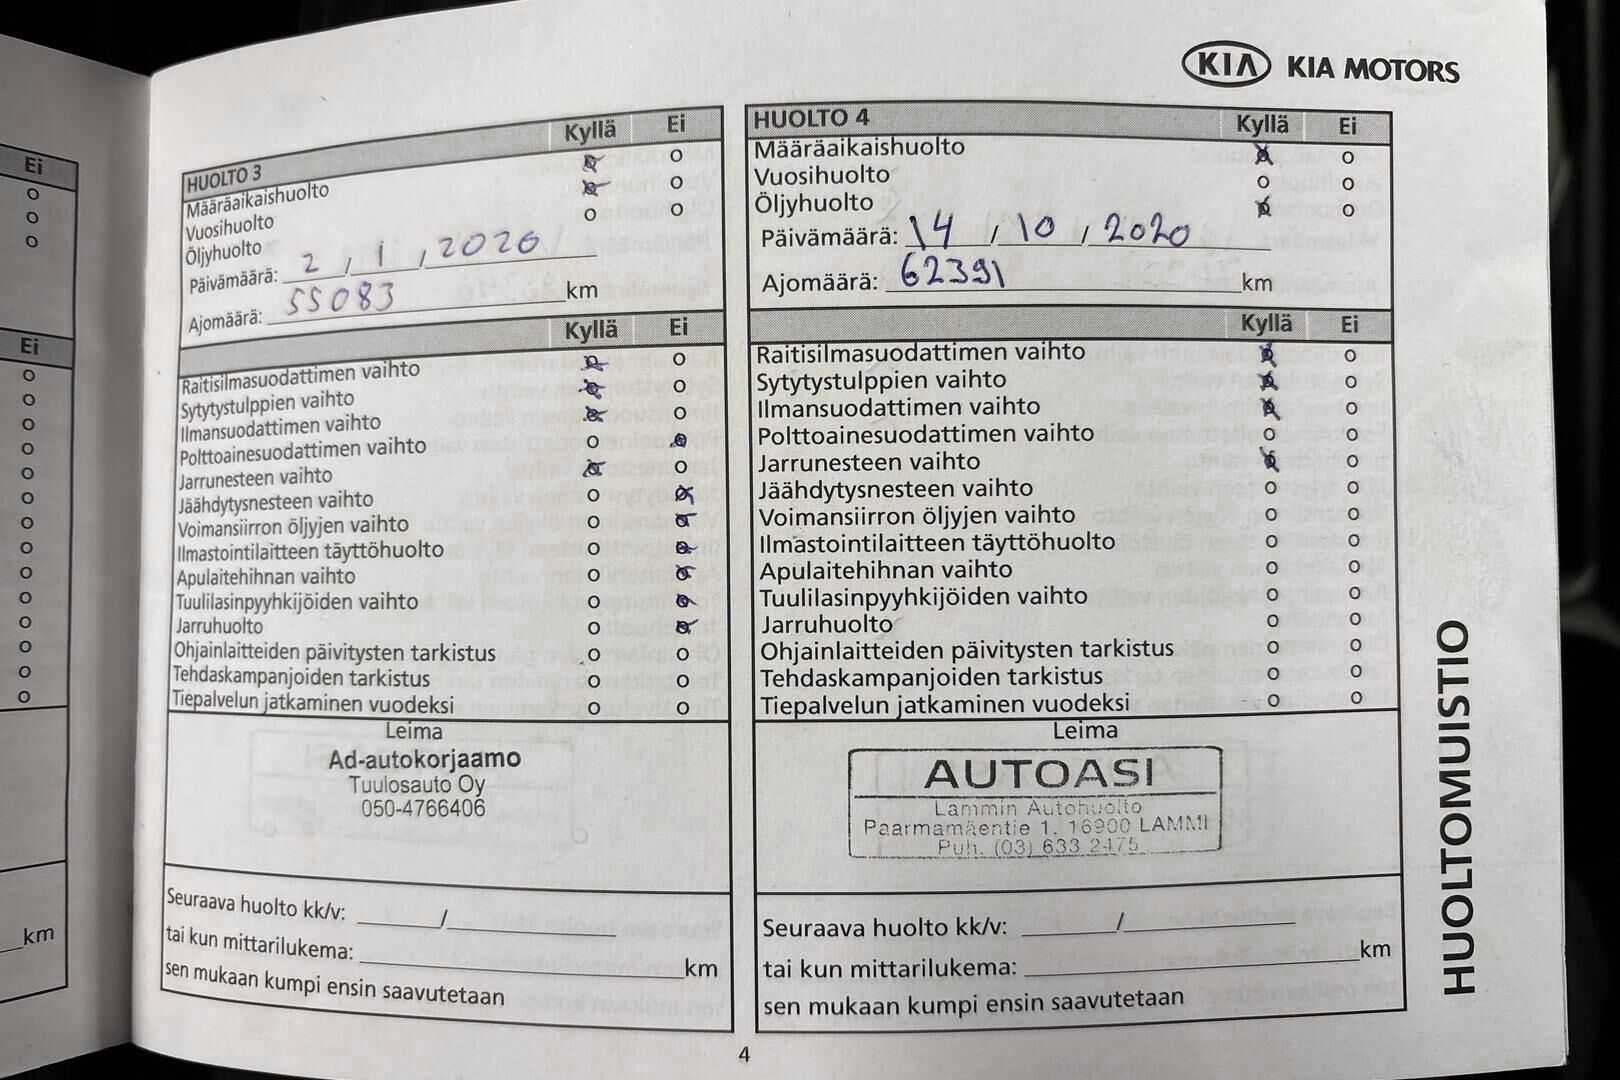 KIA KIA MOTORS
Ei
Ei
km
HUOLTO 3 Kyllä Ei
Määräaikaishuolto
Vuosihuolto
Öljyhuolto
Päivämäärä: 2 / 1 , 2020
Ajomäärä: 55083 km
Kyllä Ei
Raitisilmasuodattimen vaihto
Sytytystulppien vaihto
Ilmansuodattimen vaihto
Polttoainesuodattimen vaihto
Jarrunesteen vaihto
Jäähdytysnesteen vaihto
Voimansiirron öljyjen vaihto
Ilmastointilaitteen täyttöhuolto
Apulaitehihnan vaihto
Tuulilasinpyyhkijöiden vaihto
Jarruhuolto
Ohjainlaitteiden päivitysten tarkistus
Tehdaskampanjoiden tarkistus
Tiepalvelun jatkaminen vuodeksi
Leima
Ad-autokorjaamo
Tuulosauto Oy
050-4766406
Seuraava huolto kk/v: /
tai kun mittarilukema: km
sen mukaan kumpi ensin saavutetaan
HUOLTO 4 Kyllä Ei
Määräaikaishuolto
Vuosihuolto
Öljyhuolto
Päivämäärä: 14 / 10 , 2020
Ajomäärä: 62391 km
Kyllä Ei
Raitisilmasuodattimen vaihto
Sytytystulppien vaihto
Ilmansuodattimen vaihto
Polttoainesuodattimen vaihto
Jarrunesteen vaihto
Jäähdytysnesteen vaihto
Voimansiirron öljyjen vaihto
Ilmastointilaitteen täyttöhuolto
Apulaitehihnan vaihto
Tuulilasinpyyhkijöiden vaihto
Jarruhuolto
Ohjainlaitteiden päivitysten tarkistus
Tehdaskampanjoiden tarkistus
Tiepalvelun jatkaminen vuodeksi
Leima
AUTOASI
Lammin Autohuolto
Paarmamäentie 1, 16900 LAMMI
Puh. (03) 633 2475
Seuraava huolto kk/v: /
tai kun mittarilukema: km
sen mukaan kumpi ensin saavutetaan
HUOLTOMUISTIO
4